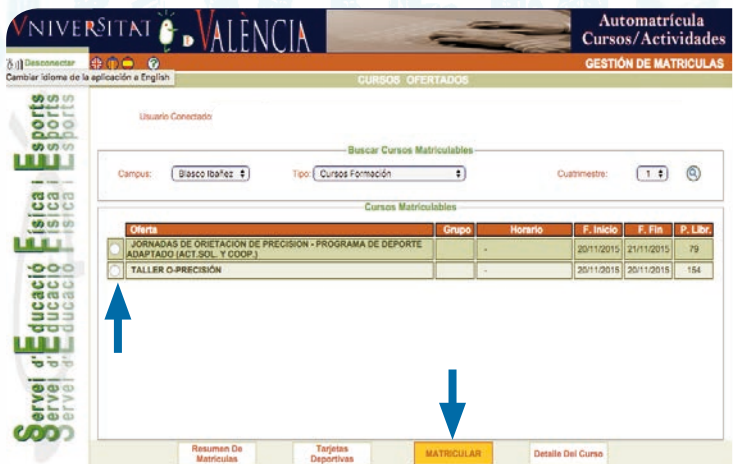 VNIVERSITAT D VALÈNCIA
Automatrícula
Cursos/Actividades
Desconectar
GESTIÓN DE MATRICULAS
Cambiar idioma de la aplicación a English
CURSOS OFERTADOS
Usuario Conectado:
Buscar Cursos Matriculables
Campus: Blasco Ibañez Tipo: Cursos Formación Cuatrimestre: 1
Cursos Matriculables
Oferta Grupo Horario F. Inicio F. Fin P. Libr.
JORNADAS DE ORIETACION DE PRECISION - PROGRAMA DE DEPORTE
ADAPTADO (ACT.SOL. Y COOP.) - 20/11/2015 21/11/2015 79
TALLER O-PRECISIÓN - 20/11/2015 20/11/2015 154
Servei d'Educació Física i Esports
Servei d'Educació Física i Esports
Resumen De
Matriculas
Tarjetas
Deportivas
MATRICULAR
Detalle Del Curso